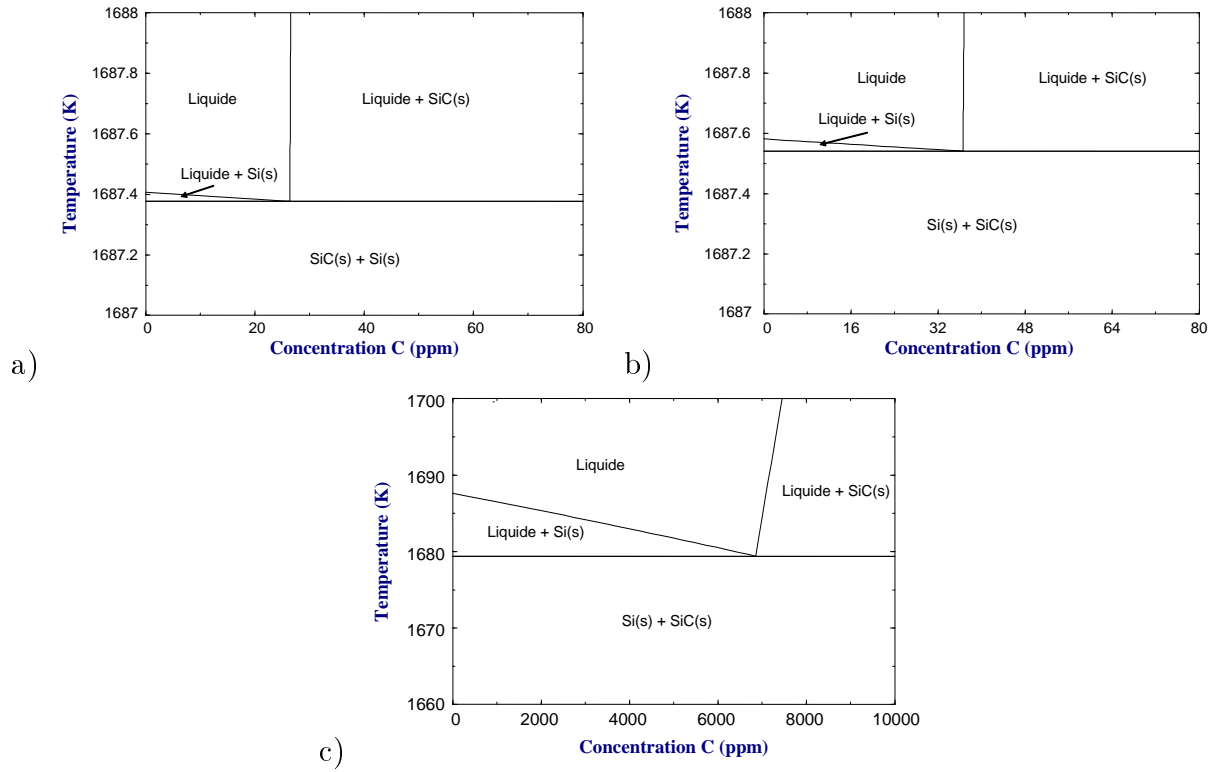 1688
1687.8
1687.6
1687.4
1687.2
1687
Temperature (K)
Liquide
Liquide + SiC(s)
Liquide + Si(s)
SiC(s) + Si(s)
0 20 40 60 80
Concentration C (ppm)
a)
1688
1687.8
1687.6
1687.4
1687.2
1687
Temperature (K)
Liquide
Liquide + SiC(s)
Liquide + Si(s)
Si(s) + SiC(s)
0 16 32 48 64 80
Concentration C (ppm)
b)
1700
1690
1680
1670
1660
Temperature (K)
Liquide
Liquide + SiC(s)
Liquide + Si(s)
Si(s) + SiC(s)
0 2000 4000 6000 8000 10000
Concentration C (ppm)
c)